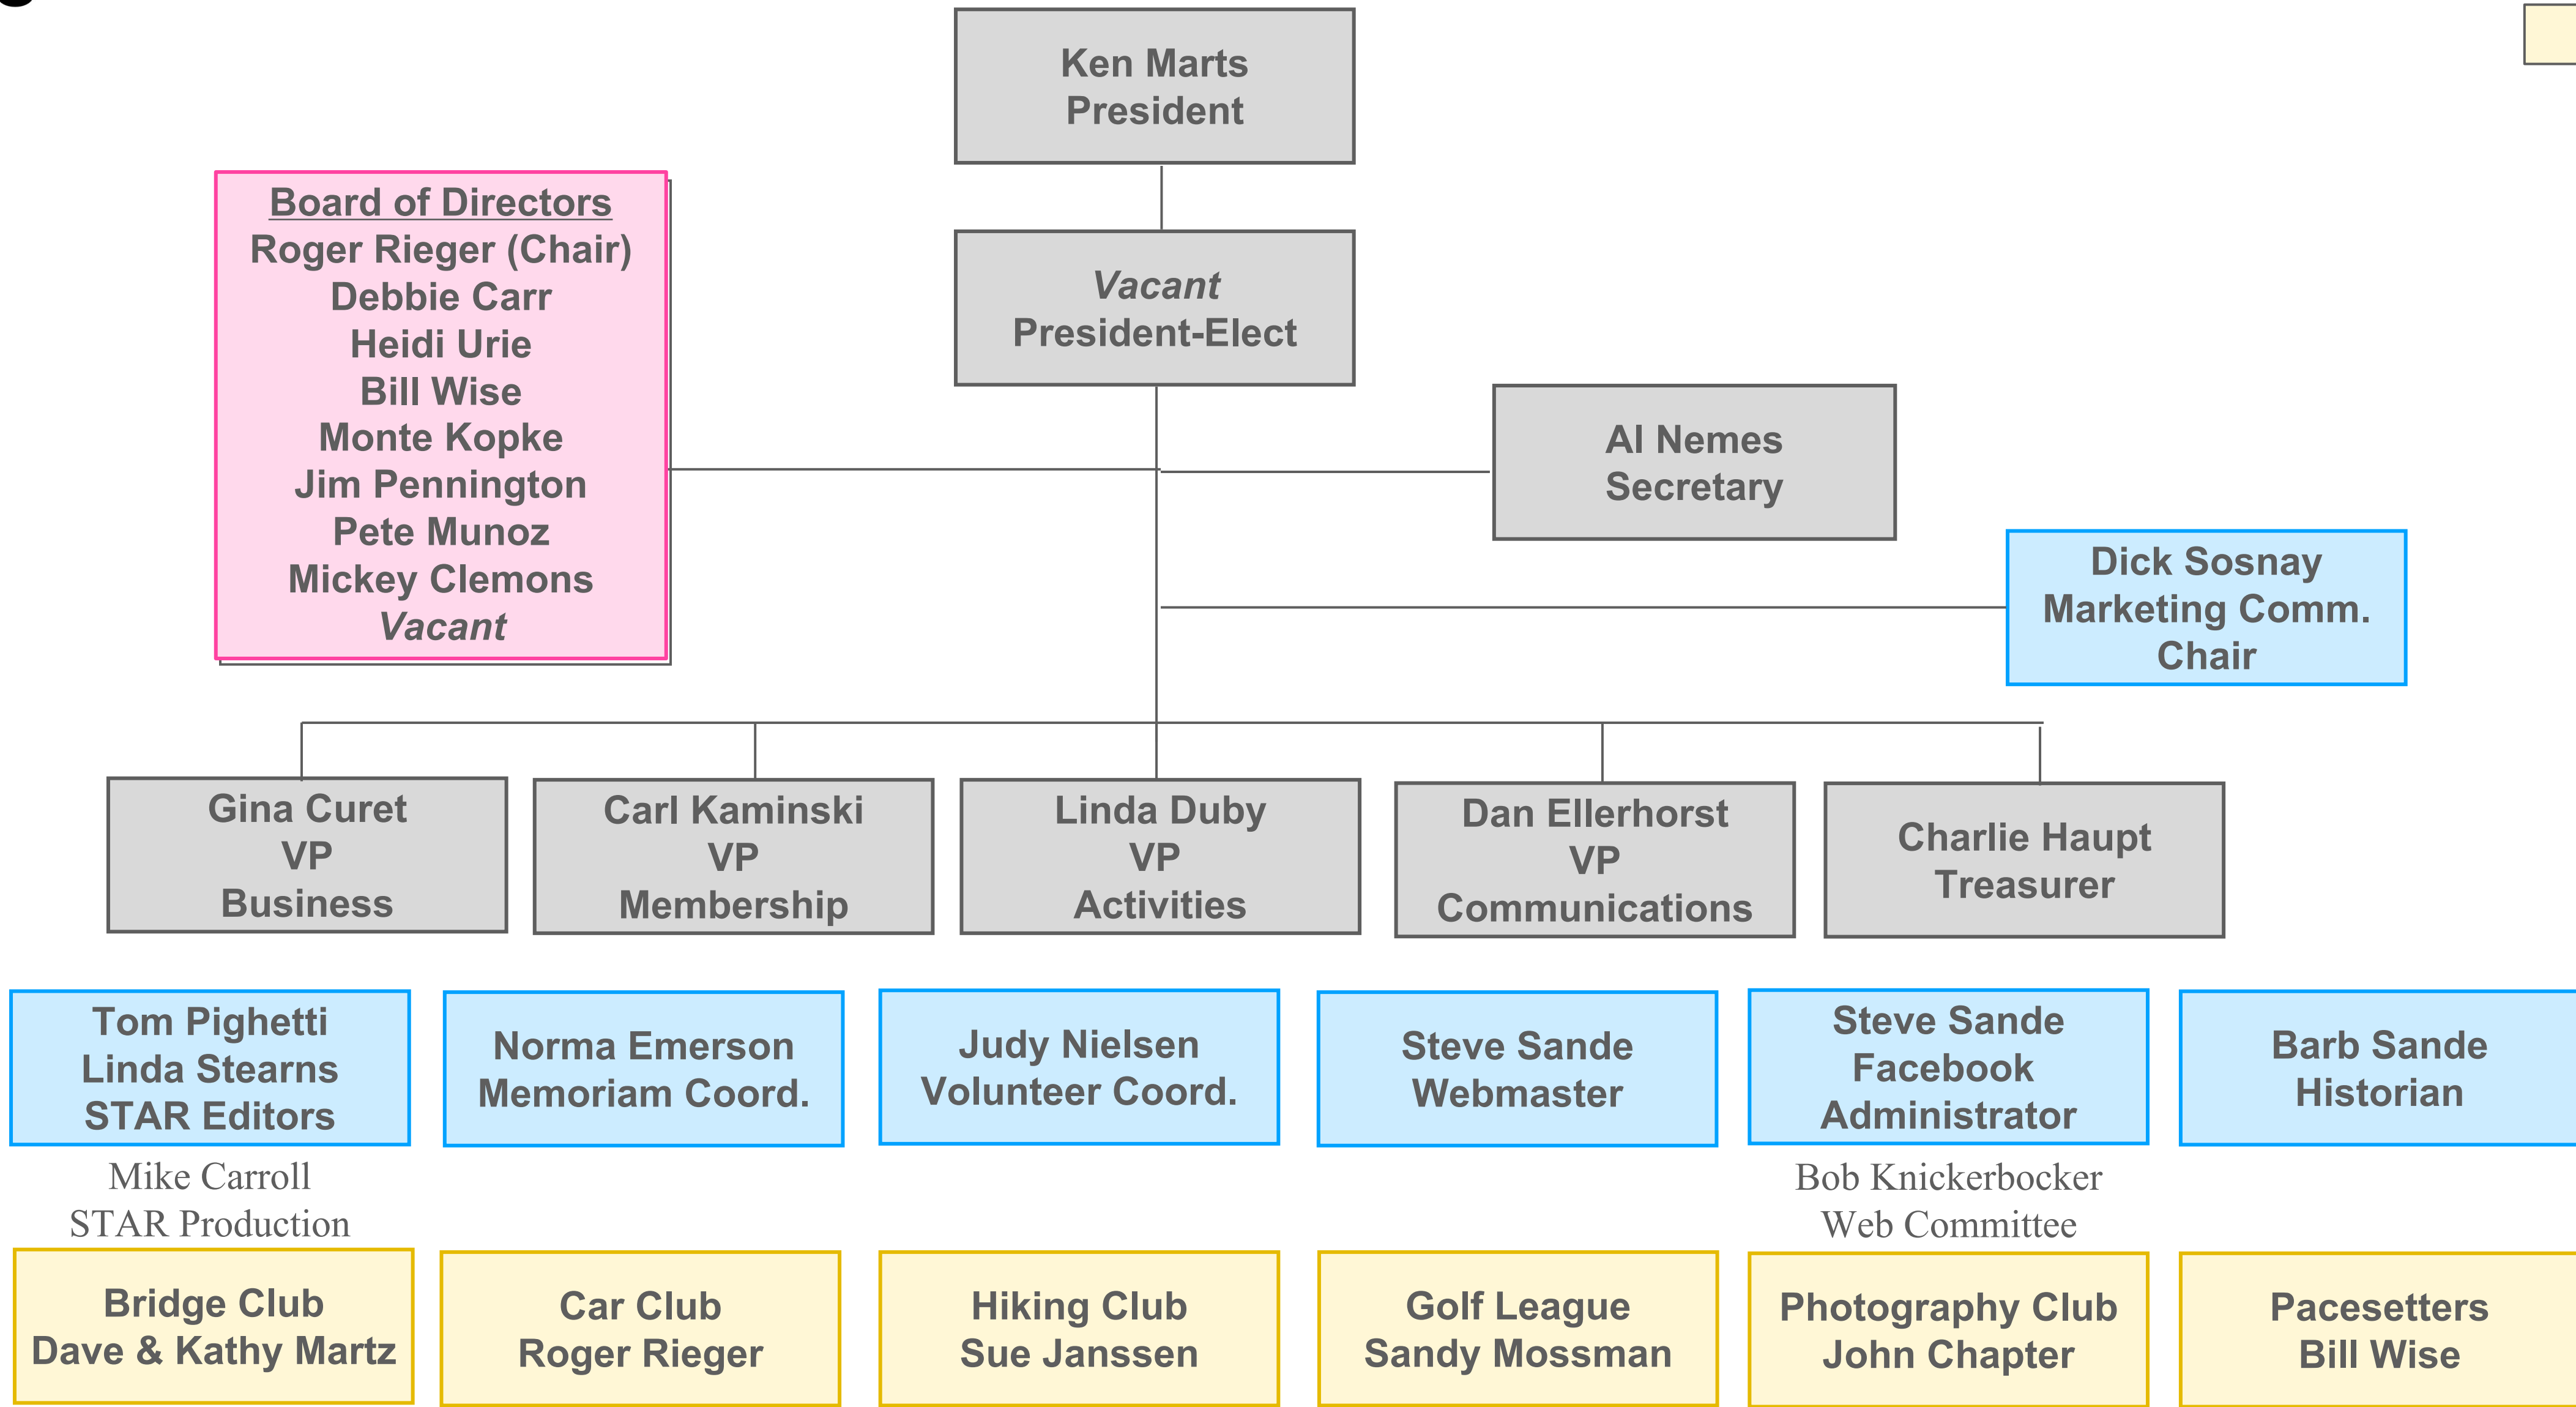 Ken Marts
President
Board of Directors
Roger Rieger (Chair)
Debbie Carr
Heidi Urie
Bill Wise
Monte Kopke
Jim Pennington
Pete Munoz
Mickey Clemons
Vacant
Vacant
President-Elect
Al Nemes
Secretary
Dick Sosnay
Marketing Comm.
Chair
Gina Curet
VP
Business
Carl Kaminski
VP
Membership
Linda Duby
VP
Activities
Dan Ellerhorst
VP
Communications
Charlie Haupt
Treasurer
Tom Pighetti
Linda Stearns
STAR Editors
Norma Emerson
Memoriam Coord.
Judy Nielsen
Volunteer Coord.
Steve Sande
Webmaster
Steve Sande
Facebook
Administrator
Barb Sande
Historian
Mike Carroll
STAR Production
Bob Knickerbocker
Web Committee
Bridge Club
Dave & Kathy Martz
Car Club
Roger Rieger
Hiking Club
Sue Janssen
Golf League
Sandy Mossman
Photography Club
John Chapter
Pacesetters
Bill Wise